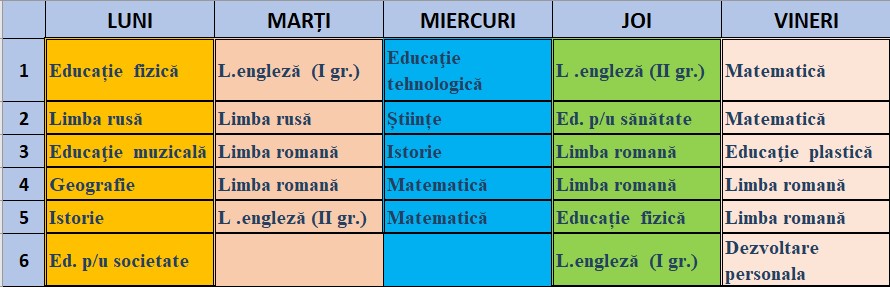 LUNI MARȚI MIERCURI JOI VINERI
1 Educație fizică L.engleză (I gr.) Educaţie tehnologică L .engleză (II gr.) Matematică
2 Limba rusă Limba rusă Științe Ed. p/u sănătate Matematică
3 Educaţie muzicală Limba romană Istorie Limba romană Educaţie plastică
4 Geografie Limba romană Matematică Limba romană Limba romană
5 Istorie L .engleză (II gr.) Matematică Educație fizică Limba romană
6 Ed. p/u societate L.engleză (I gr.) Dezvoltare personala